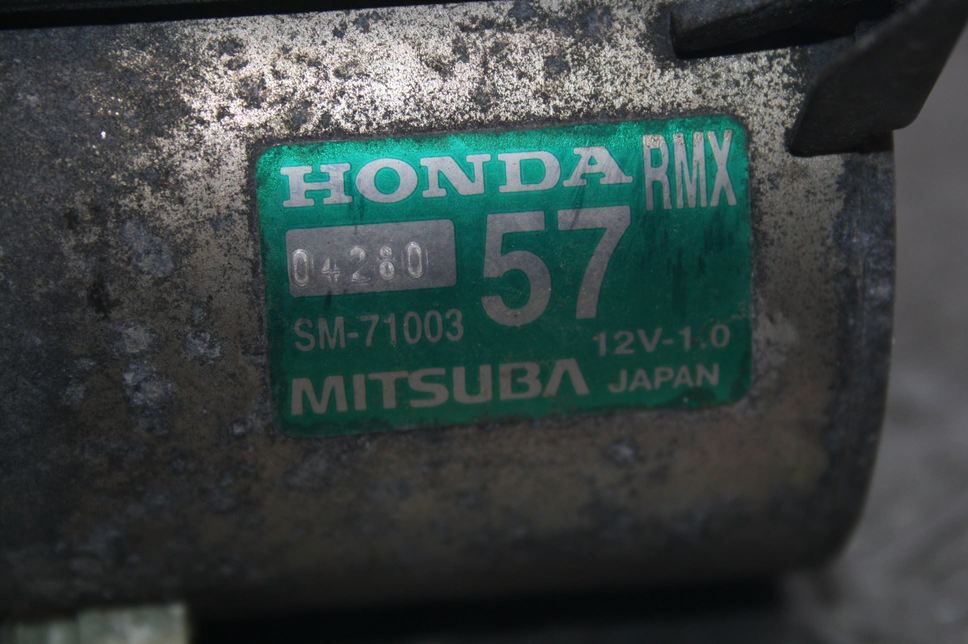 HONDA RMX
04280 57
SM-71003 12V-1.0
MITSUBA JAPAN